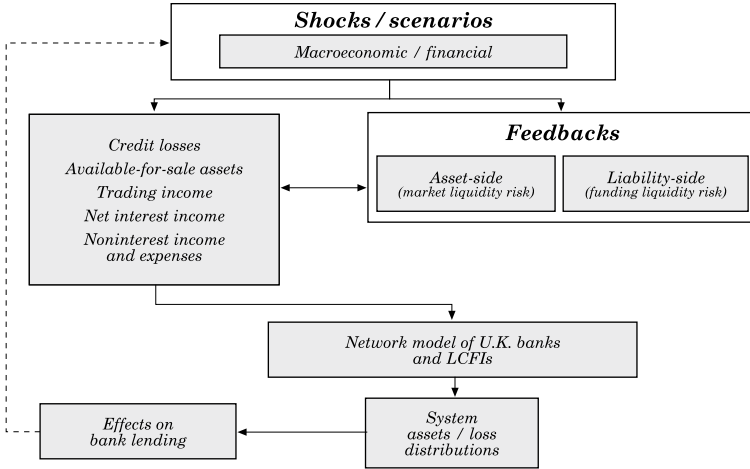 Shocks / scenarios
Macroeconomic / financial
Credit losses
Available-for-sale assets
Trading income
Net interest income
Noninterest income
and expenses
Feedbacks
Asset-side
(market liquidity risk)
Liability-side
(funding liquidity risk)
Network model of U.K. banks
and LCFIs
Effects on
bank lending
System
assets / loss
distributions